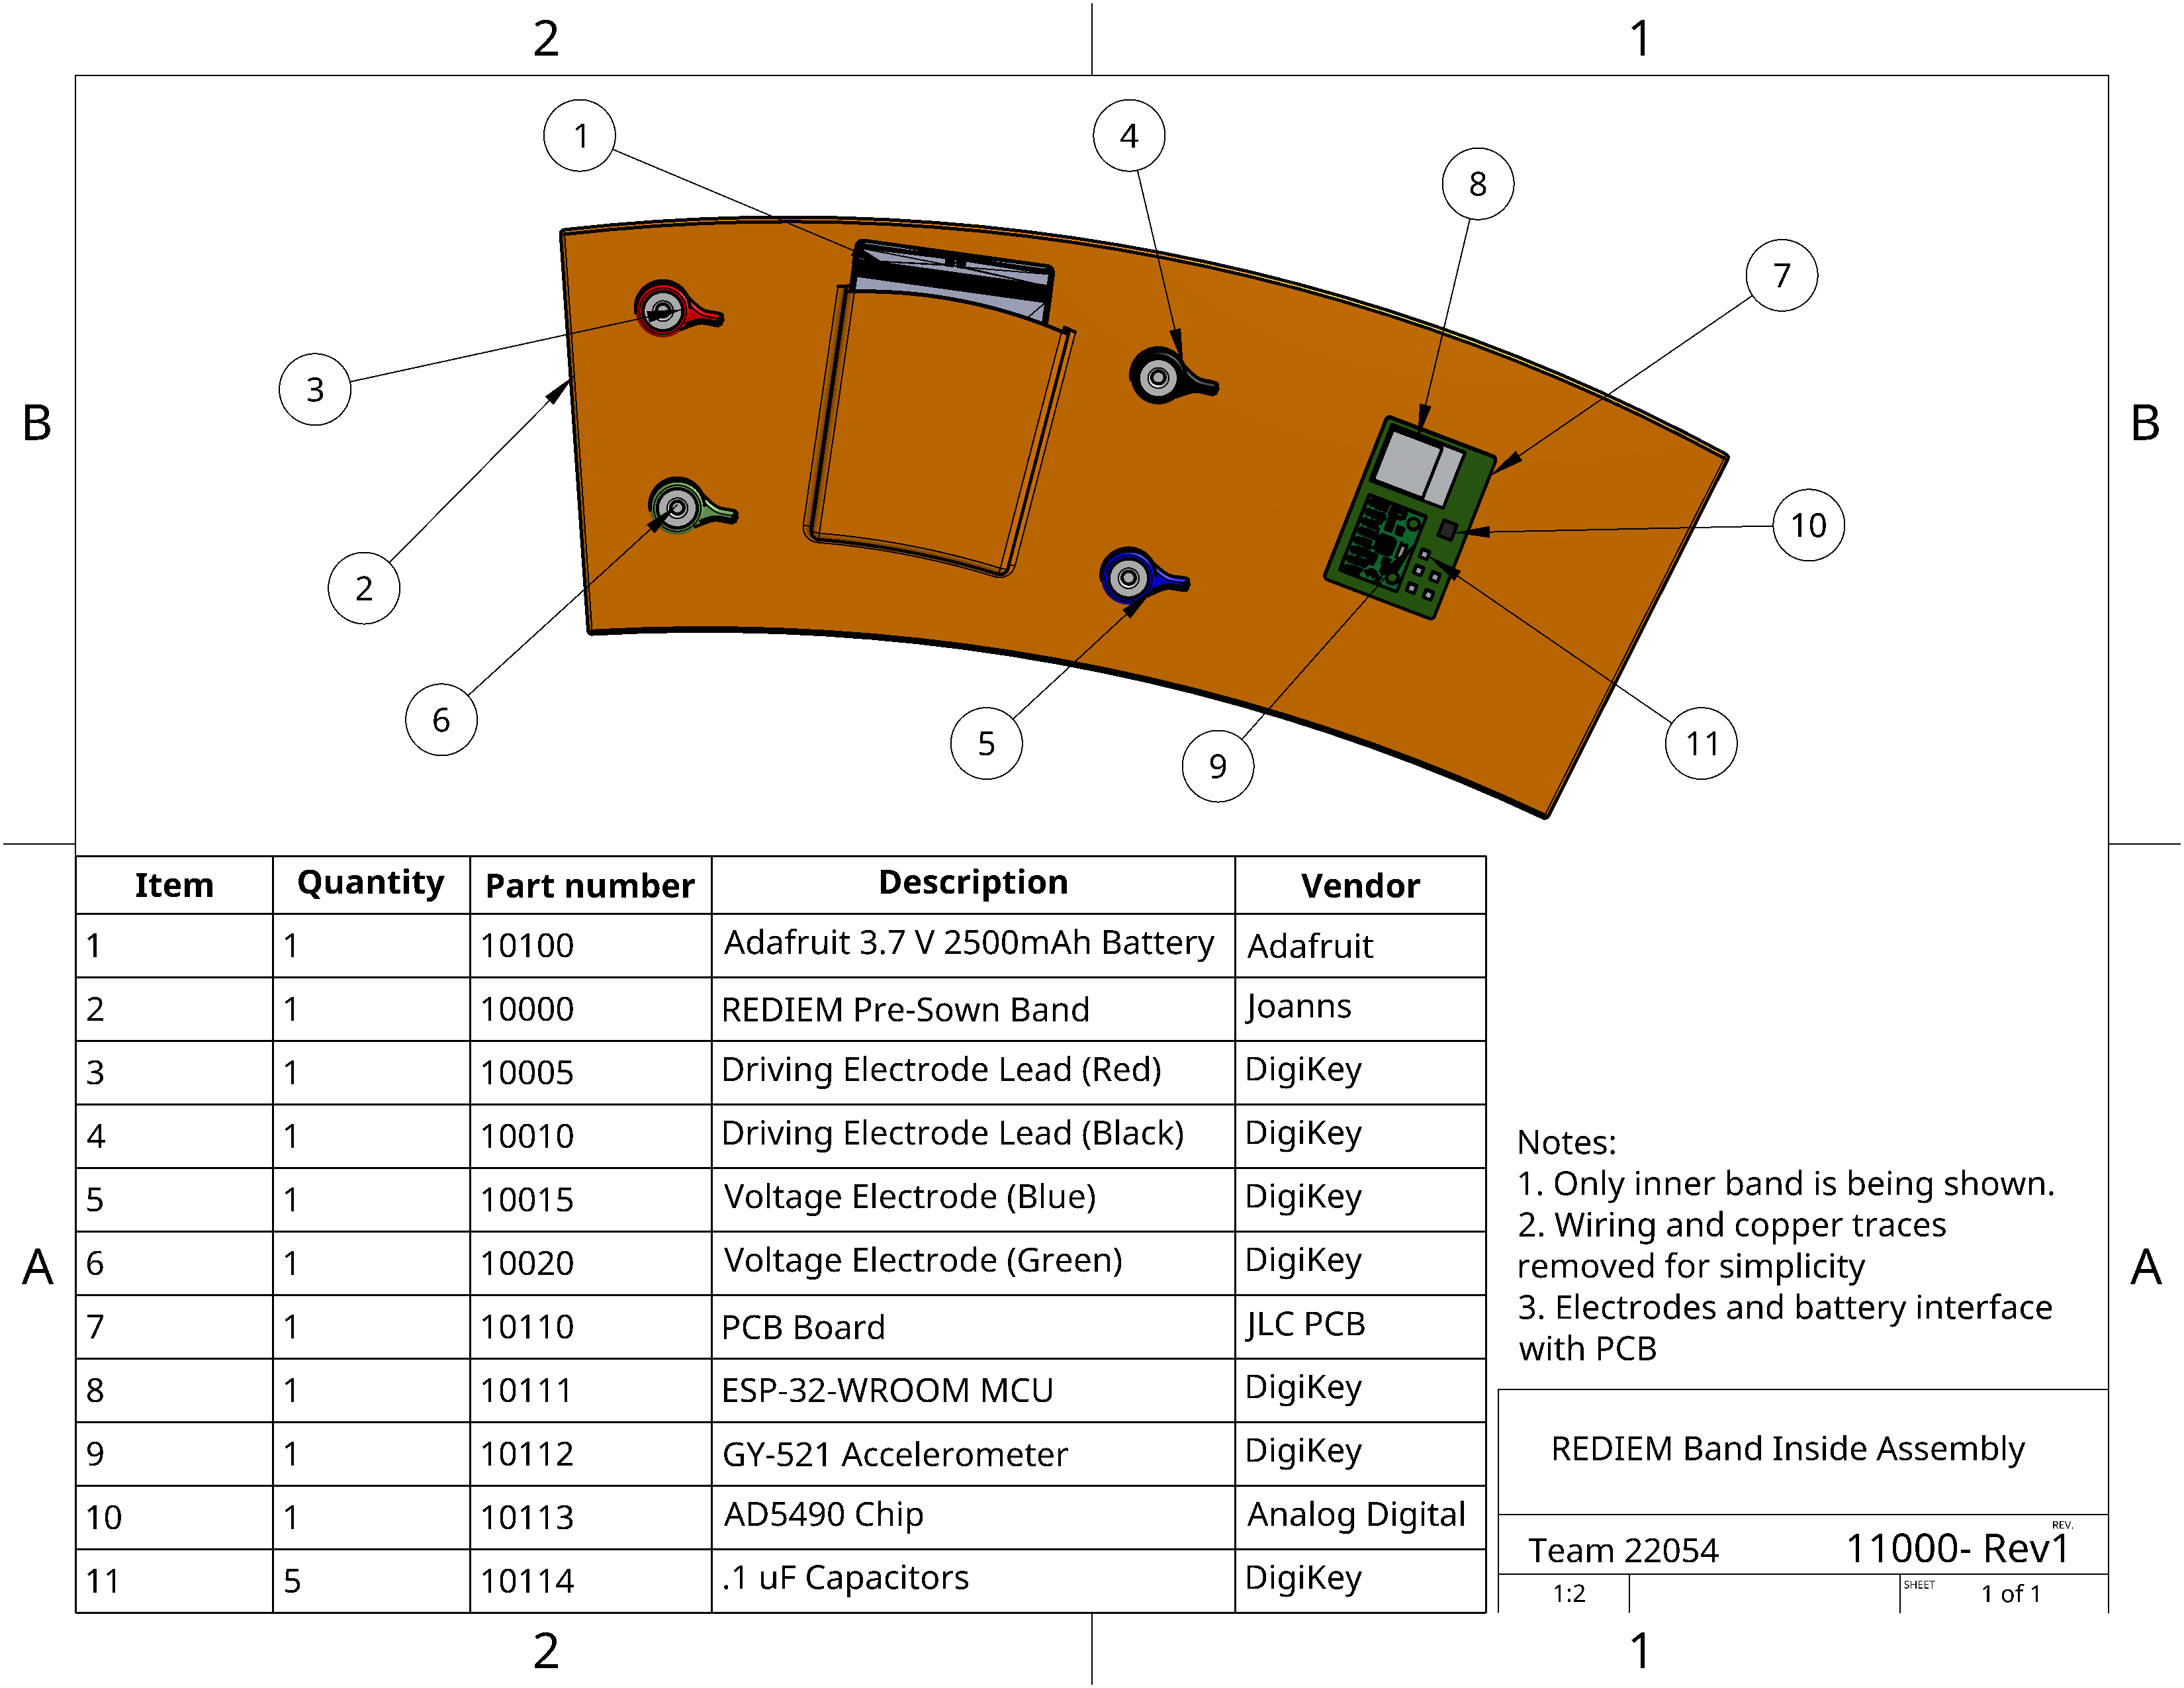 2 1
1
4
8
7
3
B B
10
2
6
5
11
9
Item Quantity Part number Description Vendor
1 1 10100 Adafruit 3.7 V 2500mAh Battery Adafruit
2 1 10000 REDIEM Pre-Sown Band Joanns
3 1 10005 Driving Electrode Lead (Red) DigiKey
4 1 10010 Driving Electrode Lead (Black) DigiKey
5 1 10015 Voltage Electrode (Blue) DigiKey
6 1 10020 Voltage Electrode (Green) DigiKey
7 1 10110 PCB Board JLC PCB
8 1 10111 ESP-32-WROOM MCU DigiKey
9 1 10112 GY-521 Accelerometer DigiKey
10 1 10113 AD5490 Chip Analog Digital
11 5 10114 .1 uF Capacitors DigiKey
Notes:
1. Only inner band is being shown.
2. Wiring and copper traces
removed for simplicity
3. Electrodes and battery interface
with PCB
A A
REDIEM Band Inside Assembly
REV.
Team 22054 11000- Rev1
1:2 SHEET 1 of 1
2 1